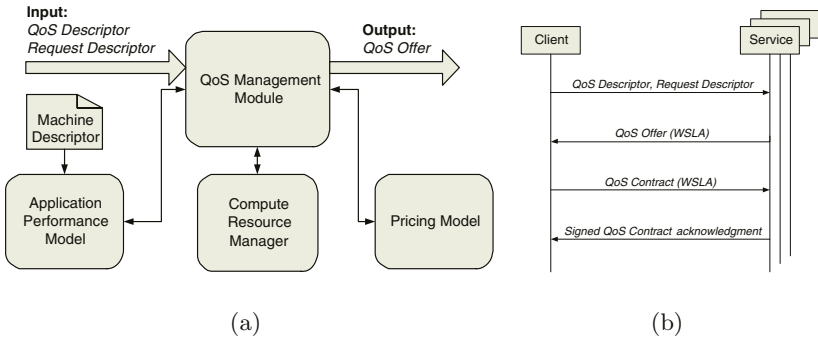 Input:
QoS Descriptor
Request Descriptor
Output:
QoS Offer
QoS Management
Module
Machine
Descriptor
Application
Performance
Model
Compute
Resource
Manager
Pricing Model
(a)
Client
Service
QoS Descriptor, Request Descriptor
QoS Offer (WSLA)
QoS Contract (WSLA)
Signed QoS Contract acknowledgment
(b)